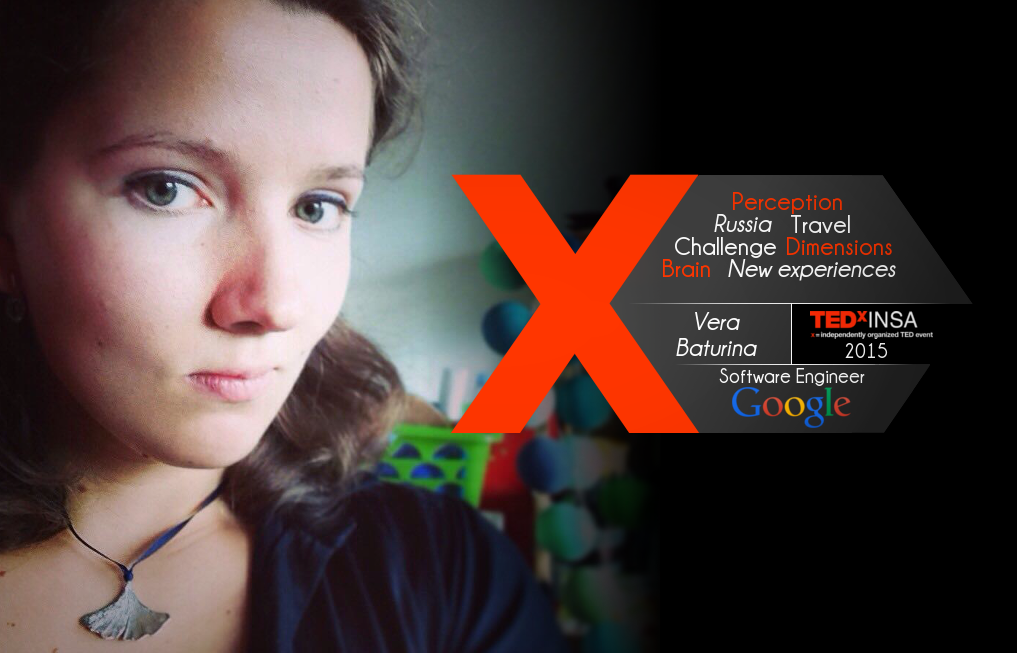 X
Perception
Russia Travel
Challenge Dimensions
Brain New experiences
Vera
Baturina
TEDxINSA
x = independently organized TED event
2015
Software Engineer
Google